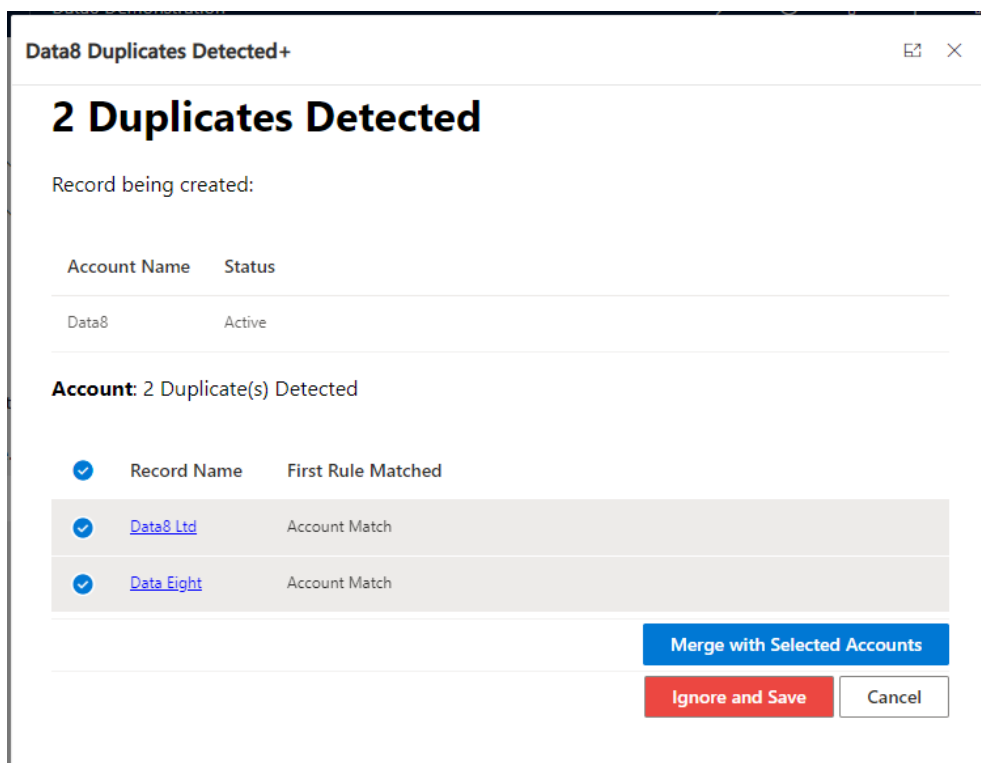 Data8 Demonstration
Data8 Duplicates Detected+
2 Duplicates Detected
Record being created:
Account Name Status
Data8 Active
Account: 2 Duplicate(s) Detected
Record Name First Rule Matched
Data8 Ltd Account Match
Data Eight Account Match
Merge with Selected Accounts
Ignore and Save Cancel